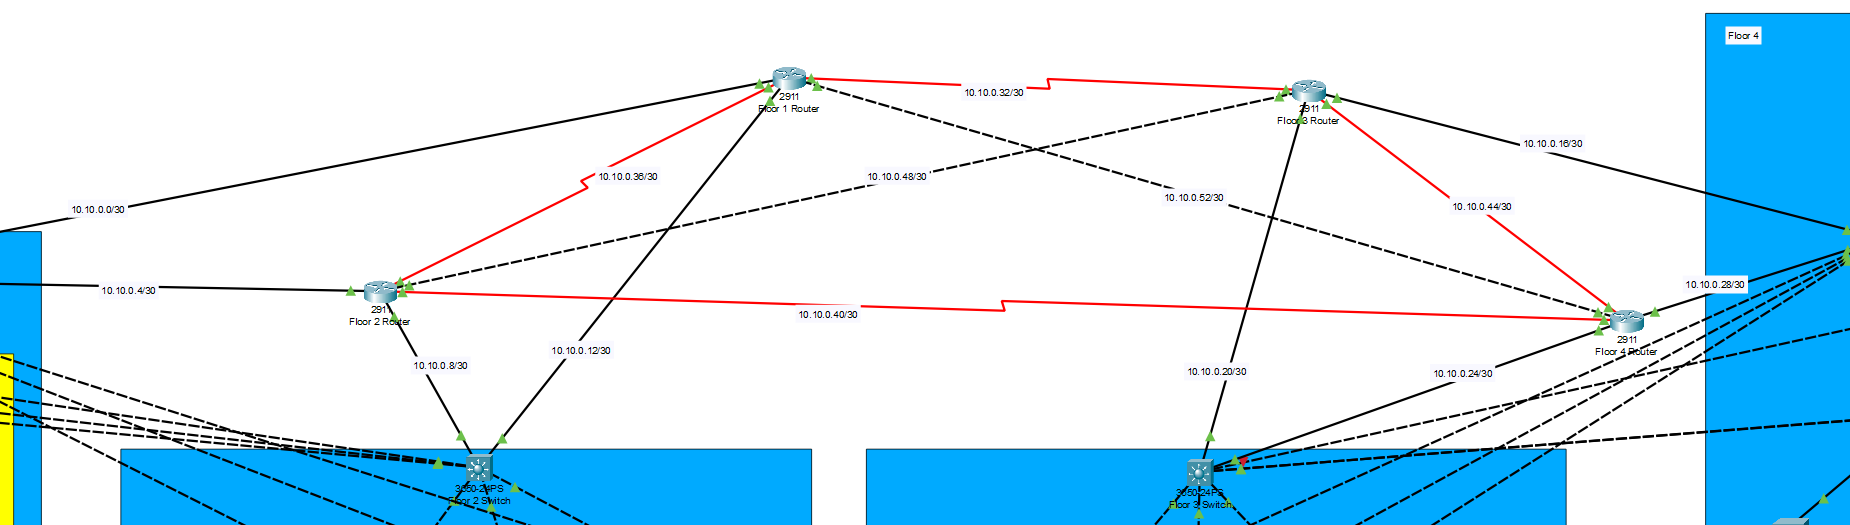 Floor 4
2911
Floor 1 Router
10.10.0.32/30
2911
Floor 3 Router
10.10.0.16/30
10.10.0.36/30
10.10.0.48/30
10.10.0.52/30
10.10.0.44/30
10.10.0.0/30
10.10.0.4/30
2911
Floor 2 Router
10.10.0.40/30
10.10.0.28/30
2911
Floor 4 Router
10.10.0.8/30
10.10.0.12/30
10.10.0.20/30
10.10.0.24/30
3650-24PS
Floor 2 Switch
3650-24PS
Floor 3 Switch